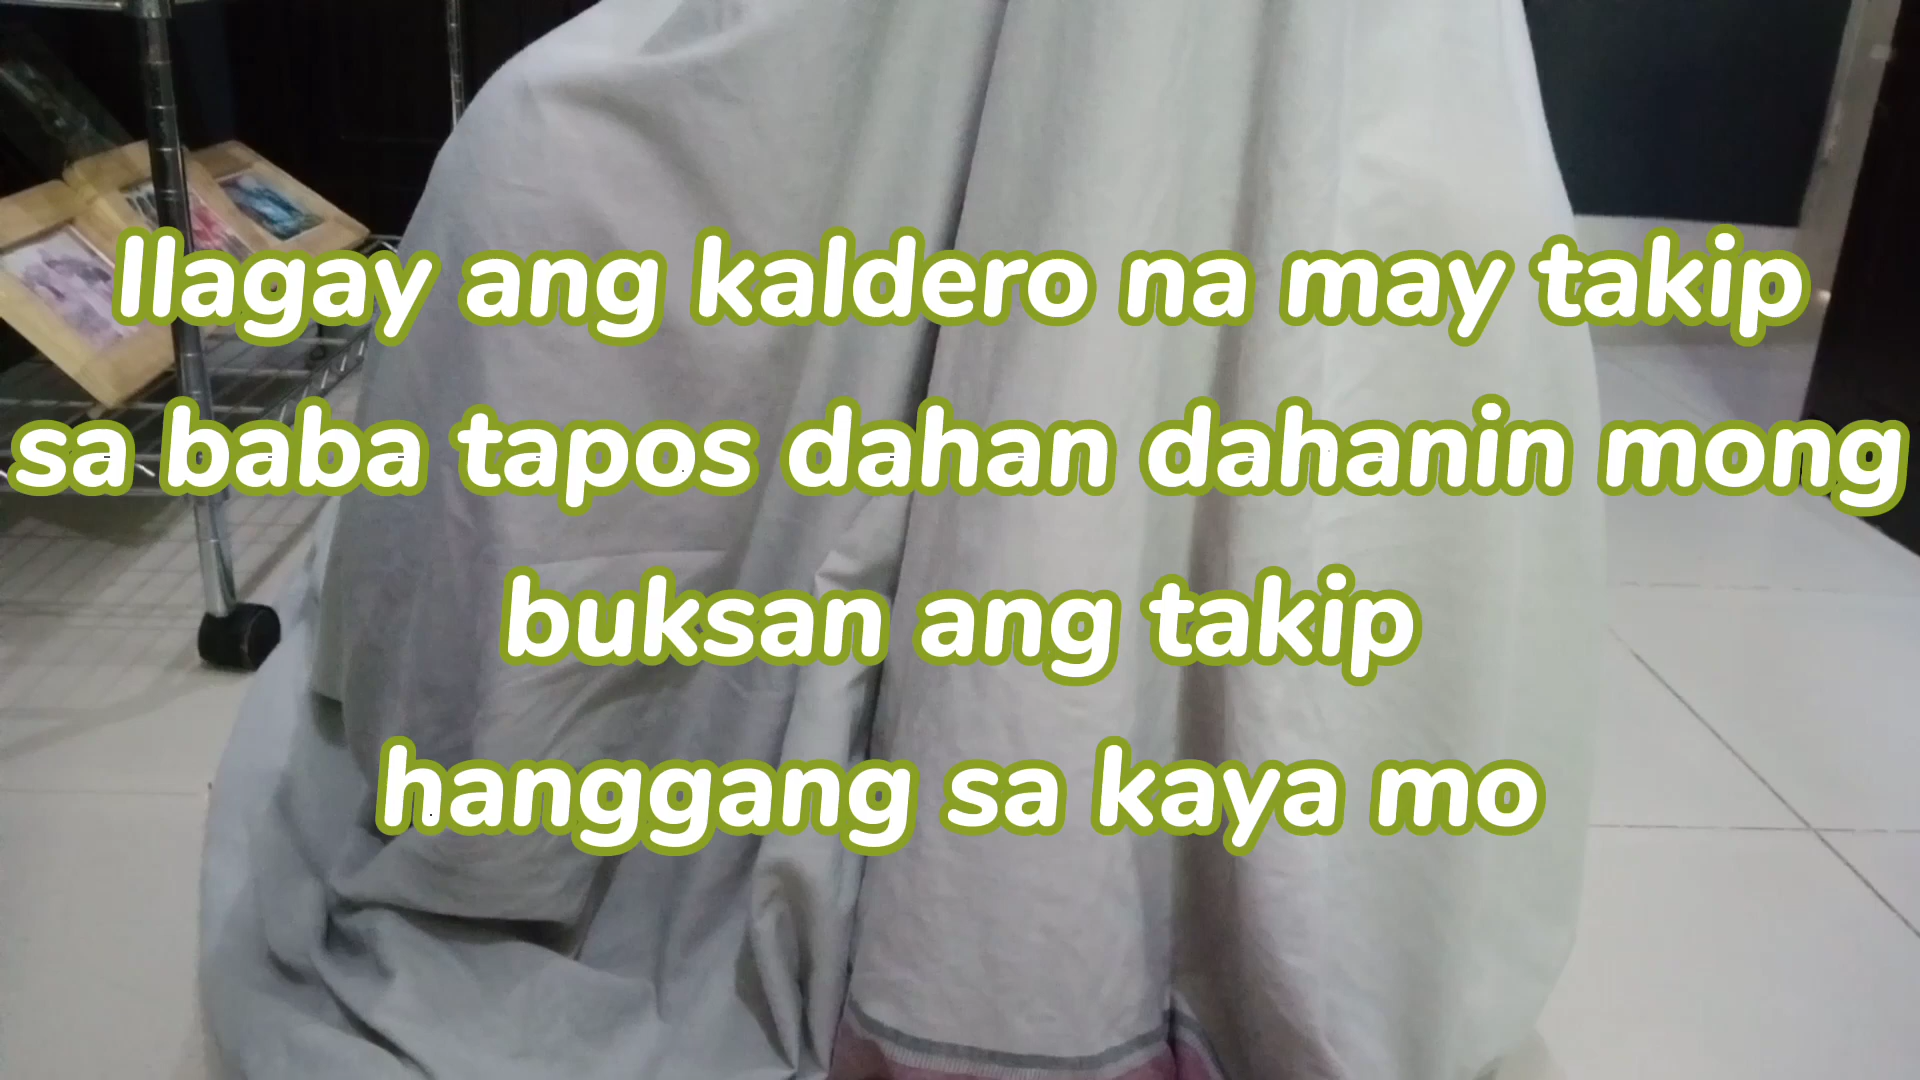 Ilagay ang kaldero na may takip
sa baba tapos dahan dahanin mong
buksan ang takip
hanggang sa kaya mo